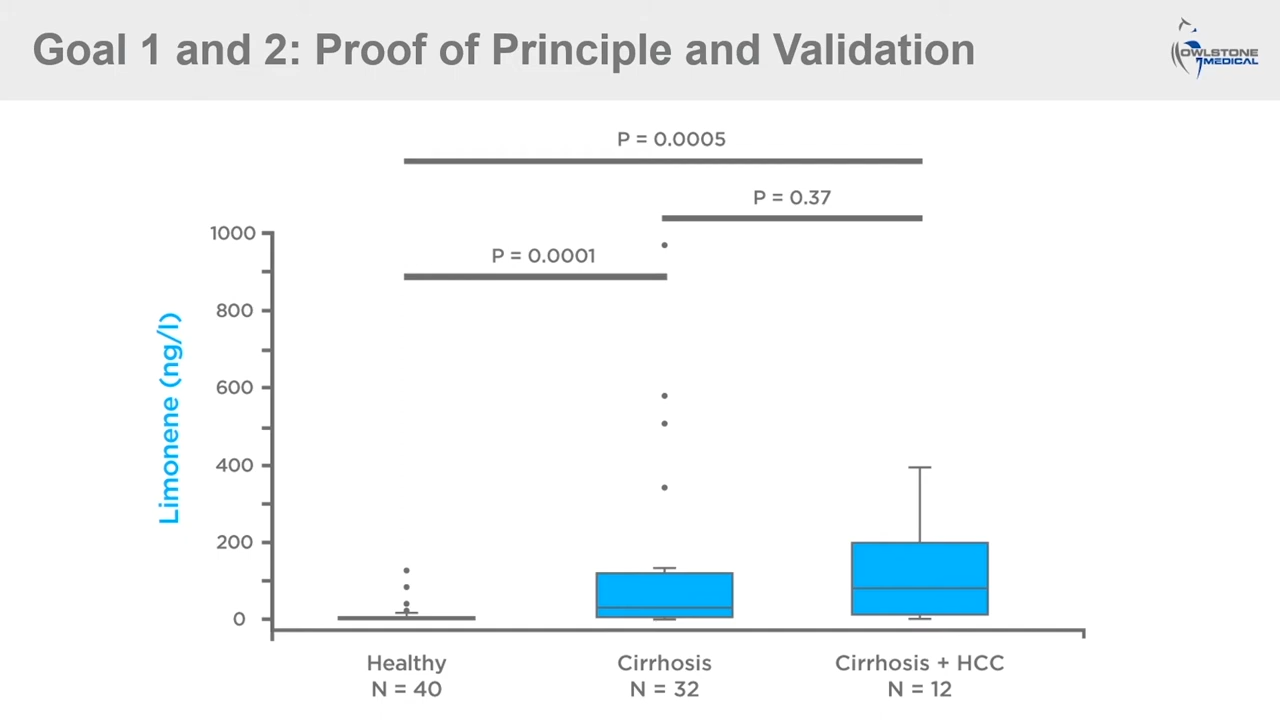 Goal 1 and 2: Proof of Principle and Validation
OWLSTONE
MEDICAL
P = 0.0005
P = 0.37
P = 0.0001
1000
800
600
400
200
0
Limonene (ng/l)
Healthy
N = 40
Cirrhosis
N = 32
Cirrhosis + HCC
N = 12